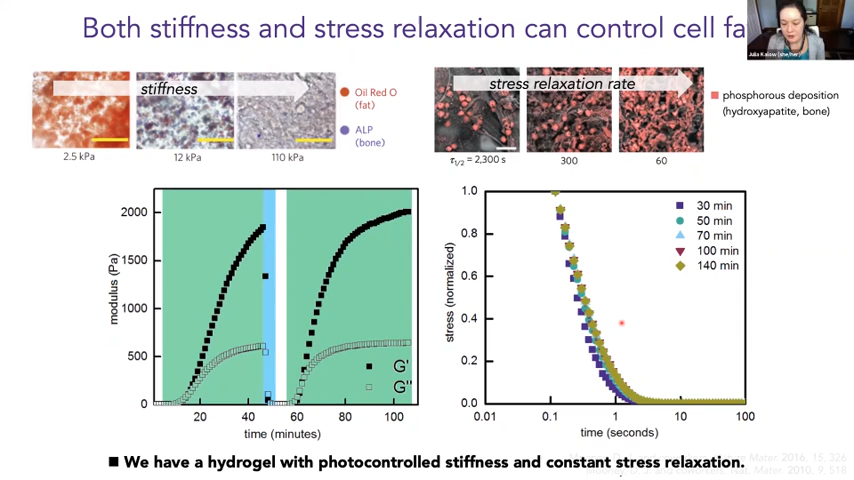 Both stiffness and stress relaxation can control cell fa
Julia Kalow (she/her)
stiffness
Oil Red O
(fat)
ALP
(bone)
2.5 kPa
12 kPa
110 kPa
stress relaxation rate
phosphorous deposition
(hydroxyapatite, bone)
τ1/2 = 2,300 s
300
60
modulus (Pa)
2000
1500
1000
500
0
G'
G"
20
40
60
80
100
time (minutes)
stress (normalized)
1.0
0.8
0.6
0.4
0.2
0.0
30 min
50 min
70 min
100 min
140 min
0.01
0.1
1
10
100
time (seconds)
We have a hydrogel with photocontrolled stiffness and constant stress relaxation.
Mater. 2016, 15, 326
Nat. Mater. 2010, 9, 518